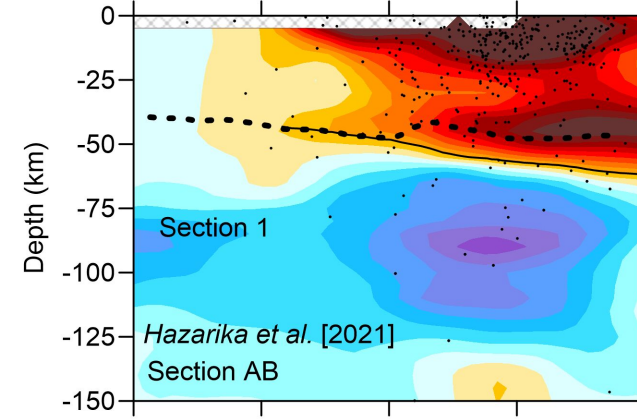 0
-25
-50
-75
-100
-125
-150
Depth (km)
Section 1
Hazarika et al. [2021]
Section AB